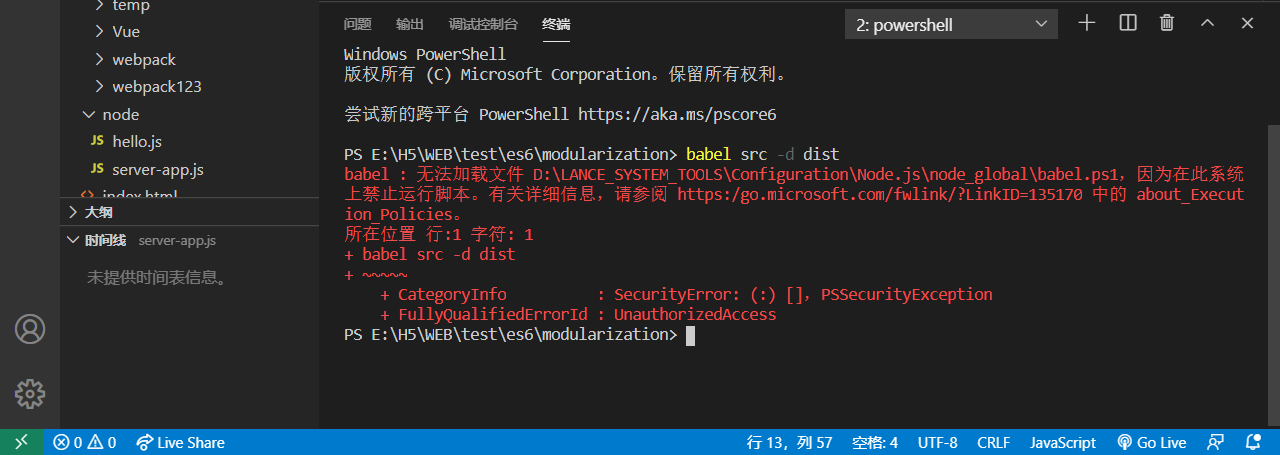 temp
Vue
webpack
webpack123
node
JS hello.js
JS server-app.js
<> index.html
大纲
时间线 server-app.js
未提供时间表信息。
问题 输出 调试控制台 终端 2: powershell
Windows PowerShell
版权所有 (C) Microsoft Corporation。保留所有权利。
尝试新的跨平台 PowerShell https://aka.ms/pscore6
PS E:\H5\WEB\test\es6\modularization> babel src -d dist
babel : 无法加载文件 D:\LANCE_SYSTEM_TOOLS\Configuration\Node.js\node_global\babel.ps1，因为在此系统
上禁止运行脚本。有关详细信息，请参阅 https:/go.microsoft.com/fwlink/?LinkID=135170 中的 about_Execut
ion_Policies。
所在位置 行:1 字符: 1
+ babel src -d dist
+ ~~~~~
+ CategoryInfo          : SecurityError: (:) []，PSSecurityException
+ FullyQualifiedErrorId : UnauthorizedAccess
PS E:\H5\WEB\test\es6\modularization>
0 0 Live Share 行 13，列 57 空格: 4 UTF-8 CRLF JavaScript Go Live